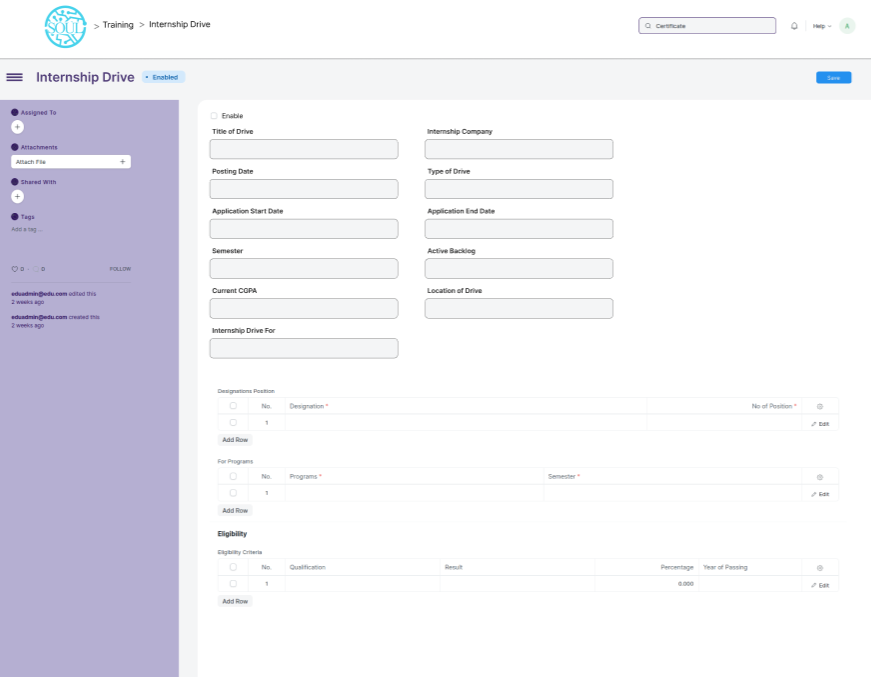 SOUL
> Training > Internship Drive
Certificate
Help
A
Internship Drive
• Enabled
Save
Assigned To
+
Attachments
Attach File +
Shared With
+
Tags
Add a tag ...
0 · 0 FOLLOW
eduadmin@edu.com edited this
2 weeks ago
eduadmin@edu.com created this
2 weeks ago
Enable
Title of Drive Internship Company
Posting Date Type of Drive
Application Start Date Application End Date
Semester Active Backlog
Current CGPA Location of Drive
Internship Drive For
Designations Position
No. Designation * No of Position *
1 Edit
Add Row
For Programs
No. Programs * Semester *
1 Edit
Add Row
Eligibility
Eligibility Criteria
No. Qualification Result Percentage Year of Passing
1 0.000 Edit
Add Row